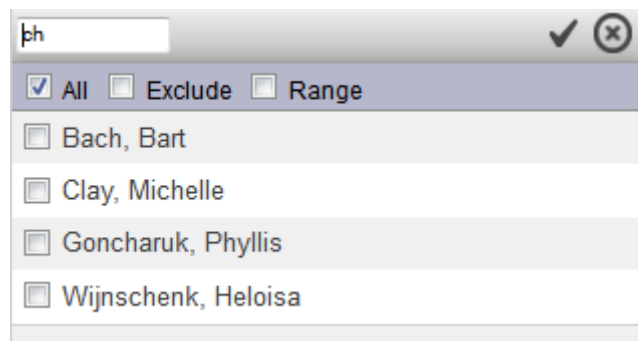 ch
All Exclude Range
Bach, Bart
Clay, Michelle
Goncharuk, Phyllis
Wijnschenk, Heloisa